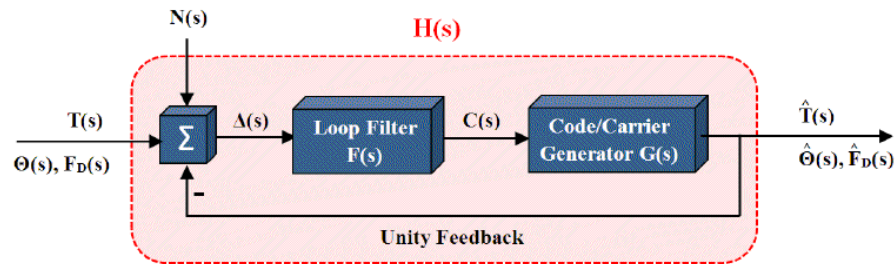 N(s)
H(s)
T(s)
Θ(s), F_D(s)
Σ
Δ(s)
Loop Filter
F(s)
C(s)
Code/Carrier
Generator G(s)
T̂(s)
Θ̂(s), F̂_D(s)
-
Unity Feedback